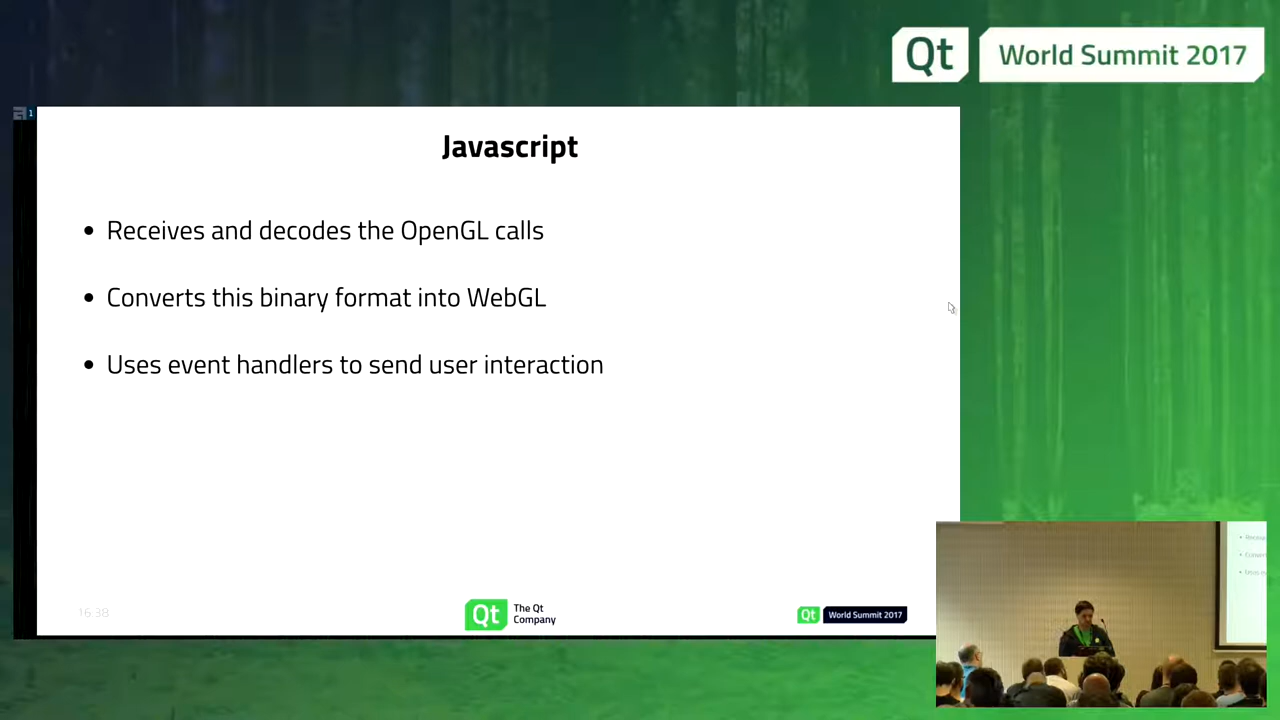 Qt World Summit 2017
1
Javascript
• Receives and decodes the OpenGL calls
• Converts this binary format into WebGL
• Uses event handlers to send user interaction
16:38
Qt The Qt Company
Qt World Summit 2017